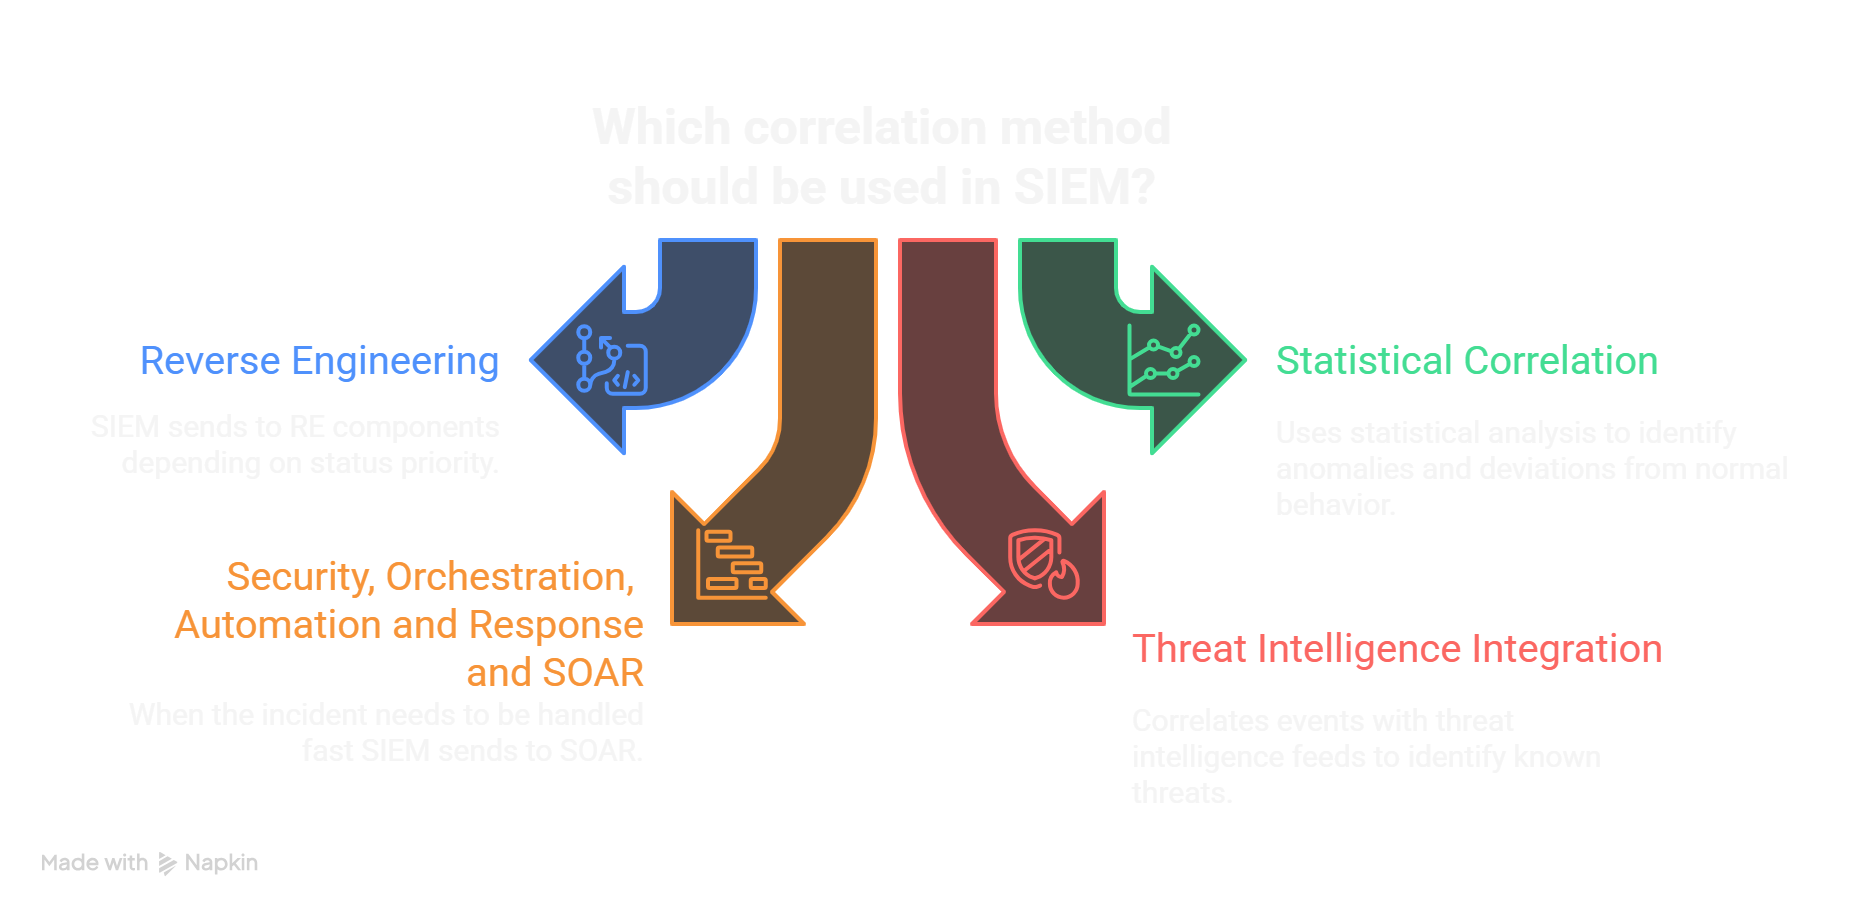 Which correlation method
should be used in SIEM?
Reverse Engineering
SIEM sends to RE components
depending on status priority.
Statistical Correlation
Uses statistical analysis to identify
anomalies and deviations from normal
behavior.
Security, Orchestration,
Automation and Response
and SOAR
When the incident needs to be handled
fast SIEM sends to SOAR.
Threat Intelligence Integration
Correlates events with threat
intelligence feeds to identify known
threats.
Made with Napkin